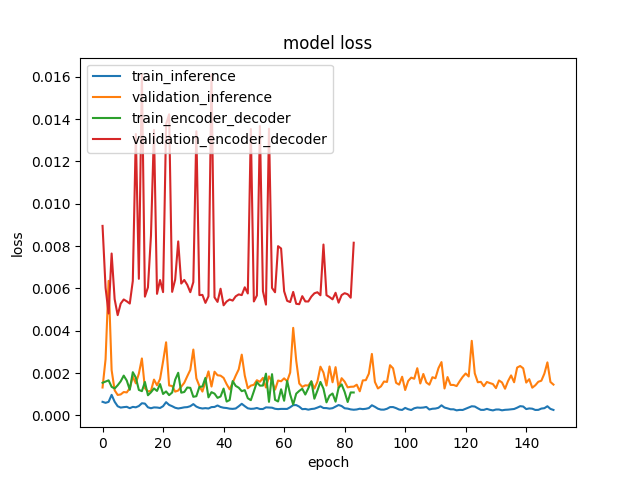 model loss
train_inference
validation_inference
train_encoder_decoder
validation_encoder_decoder
0.016
0.014
0.012
0.010
0.008
0.006
0.004
0.002
0.000
loss
0 20 40 60 80 100 120 140
epoch